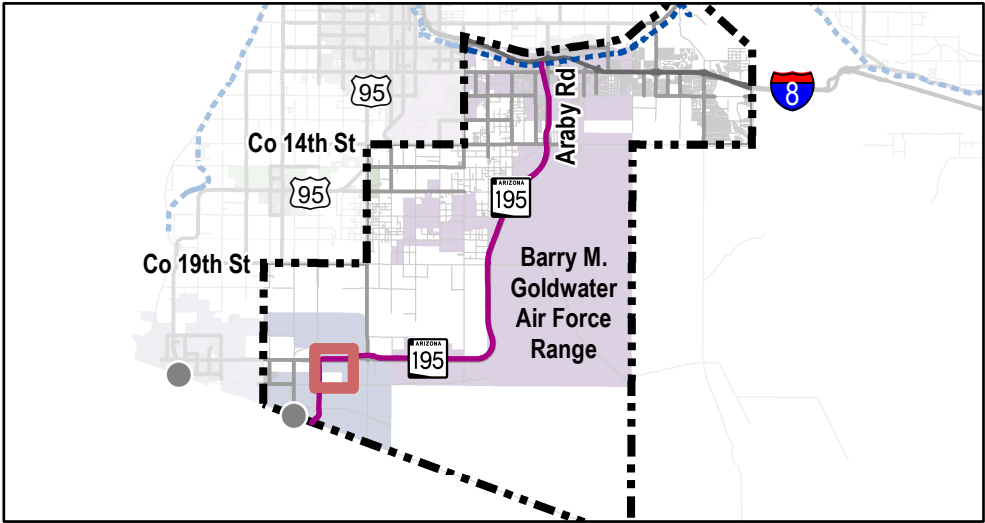 95
8
Araby Rd
Co 14th St
95
ARIZONA
195
Co 19th St
Barry M.
Goldwater
Air Force
Range
ARIZONA
195